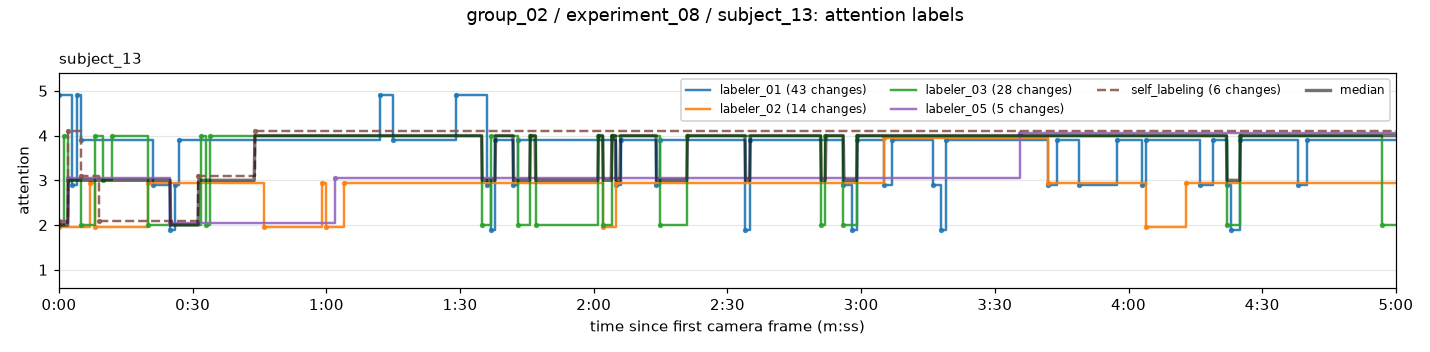 group_02 / experiment_08 / subject_13: attention labels
subject_13
labeler_01 (43 changes)
labeler_02 (14 changes)
labeler_03 (28 changes)
labeler_05 (5 changes)
self_labeling (6 changes)
median
attention
5
4
3
2
1
0:00 0:30 1:00 1:30 2:00 2:30 3:00 3:30 4:00 4:30 5:00
time since first camera frame (m:ss)